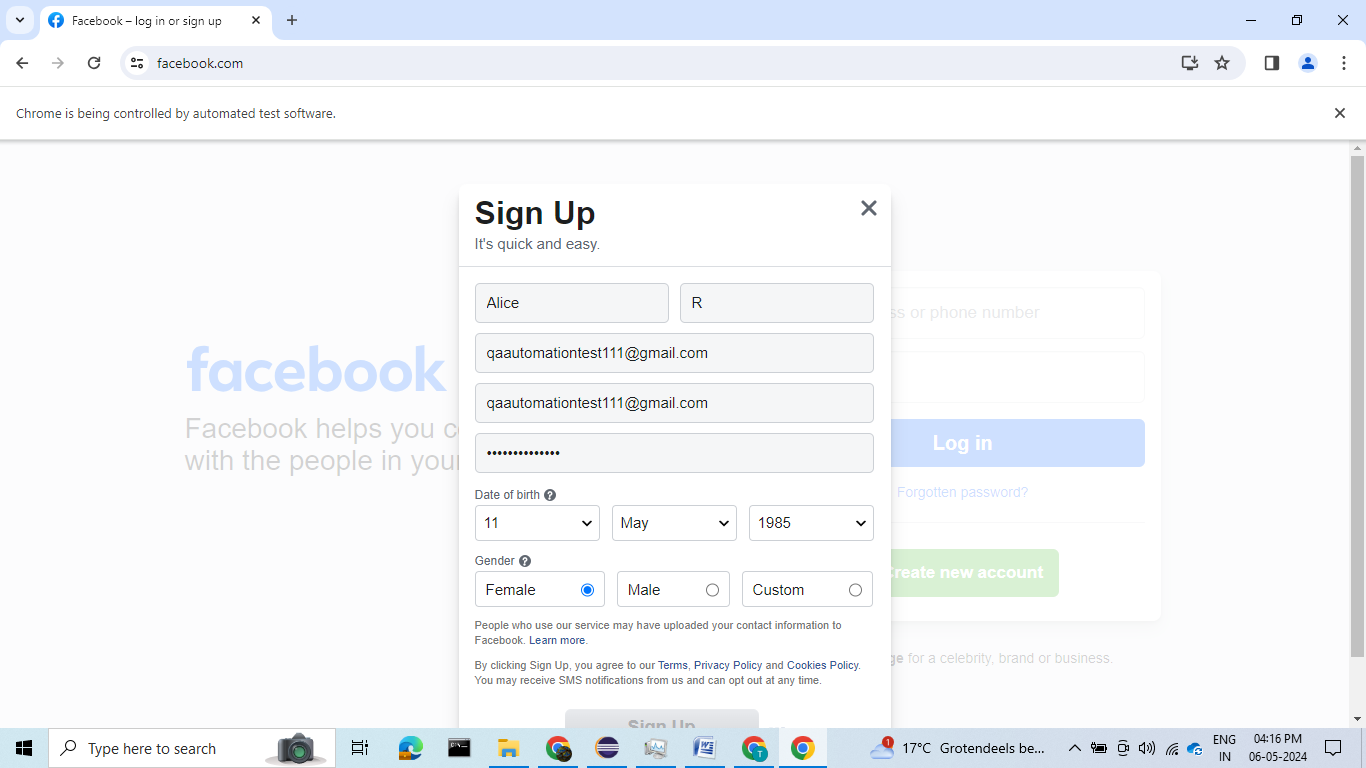 Facebook – log in or sign up
facebook.com
Chrome is being controlled by automated test software.
Sign Up
It's quick and easy.
Alice R
qaautomationtest111@gmail.com
qaautomationtest111@gmail.com
••••••••••••••
Date of birth ?
11 May 1985
Gender ?
Female Male Custom
People who use our service may have uploaded your contact information to
Facebook. Learn more.
By clicking Sign Up, you agree to our Terms, Privacy Policy and Cookies Policy.
You may receive SMS notifications from us and can opt out at any time.
Sign Up
facebook
Facebook helps you
with the people in
or phone number
Log in
Forgotten password?
Create new account
for a celebrity, brand or business.
Type here to search
1
17°C Grotendeels be...
ENG
IN
04:16 PM
06-05-2024